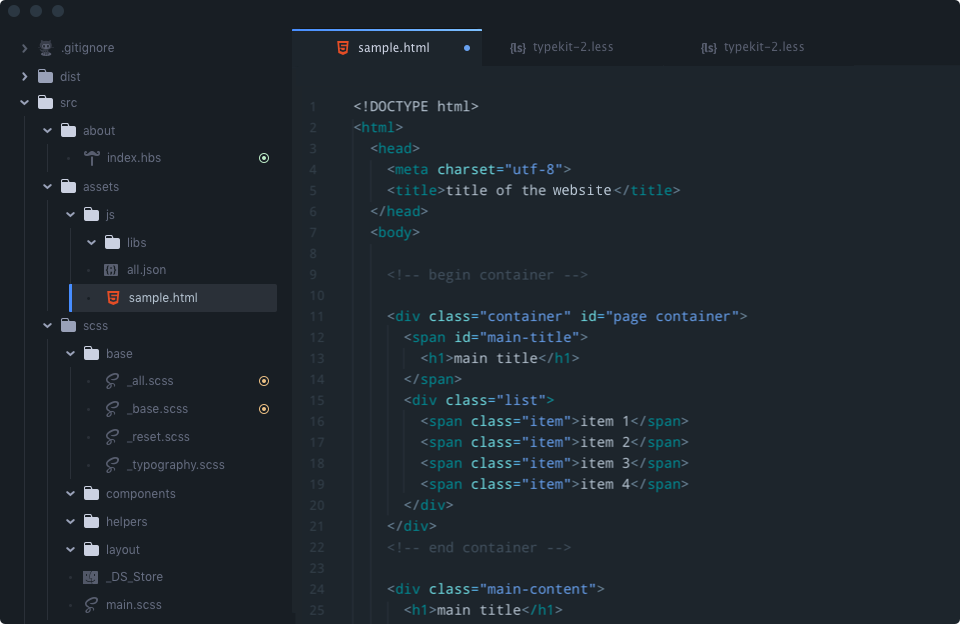 .gitignore
dist
src
about
index.hbs
assets
js
libs
all.json
sample.html
scss
base
_all.scss
_base.scss
_reset.scss
_typography.scss
components
helpers
layout
_DS_Store
main.scss
sample.html
{ls} typekit-2.less
{ls} typekit-2.less
1 <!DOCTYPE html>
2 <html>
3 <head>
4 <meta charset="utf-8">
5 <title>title of the website</title>
6 </head>
7 <body>
8
9 <!-- begin container -->
10
11 <div class="container" id="page container">
12 <span id="main-title">
13 <h1>main title</h1>
14 </span>
15 <div class="list">
16 <span class="item">item 1</span>
17 <span class="item">item 2</span>
18 <span class="item">item 3</span>
19 <span class="item">item 4</span>
20 </div>
21 </div>
22 <!-- end container -->
23
24 <div class="main-content">
25 <h1>main title</h1>